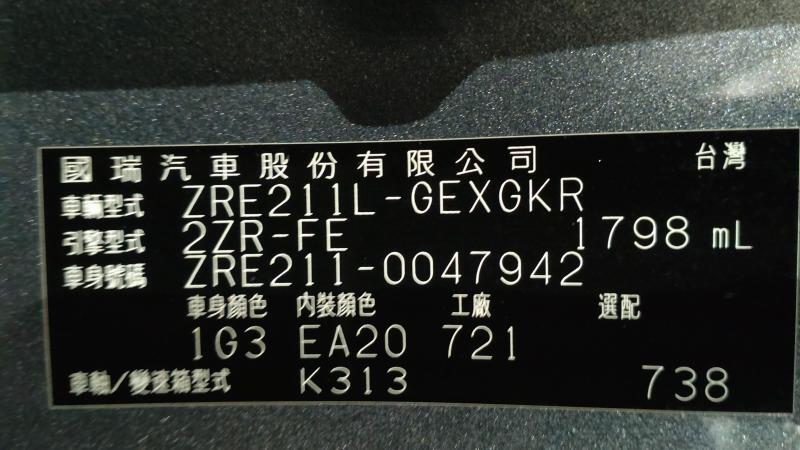 國瑞汽車股份有限公司 台灣
車輛型式 ZRE211L-GEXGKR
引擎型式 2ZR-FE 1798 mL
車身號碼 ZRE211-0047942
車身顏色 內裝顏色 工廠 選配
1G3 EA20 721
車軸/變速箱型式 K313 738